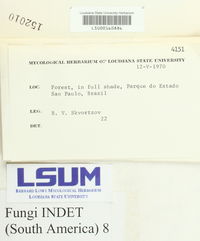 152010
Louisiana State University Herbarium
4151
MYCOLOGICAL HERBARIUM OF LOUISIANA STATE UNIVERSITY
12-V-1970
LOC. Forest, in full shade, Parque do Estado
Sao Paulo, Brazil
LEG. B. V. Skvortzov
22
DET.
LSUM
BERNARD LOWY MYCOLOGICAL HERBARIUM
LOUISIANA STATE UNIVERSITY
Fungi INDET
(South America) 8